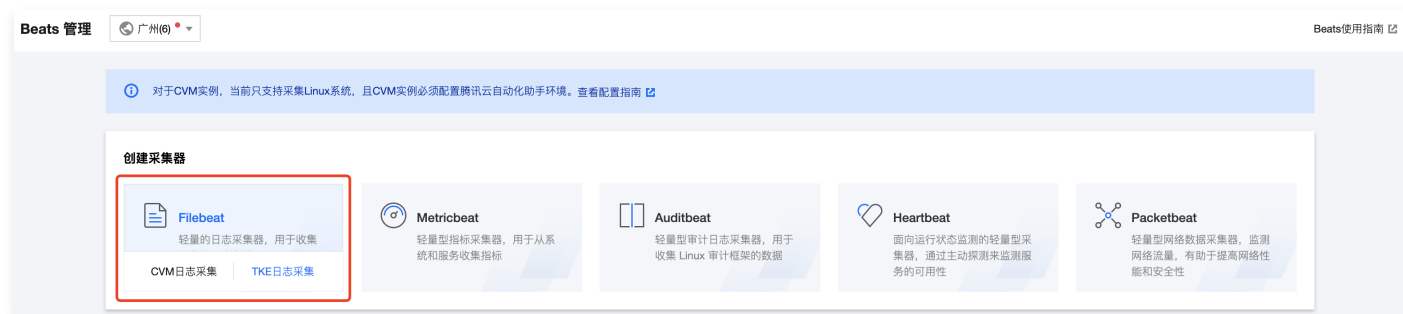 Beats 管理
广州(6)
Beats使用指南
对于CVM实例，当前只支持采集Linux系统，且CVM实例必须配置腾讯云自动化助手环境。查看配置指南
创建采集器
Filebeat
轻量的日志采集器，用于收集
CVM日志采集
TKE日志采集
Metricbeat
轻量型指标采集器，用于从系
统和服务收集指标
Auditbeat
轻量型审计日志采集器，用于
收集 Linux 审计框架的数据
Heartbeat
面向运行状态监测的轻量型采
集器，通过主动探测来监测服
务的可用性
Packetbeat
轻量型网络数据采集器，监测
网络流量，有助于提高网络性
能和安全性